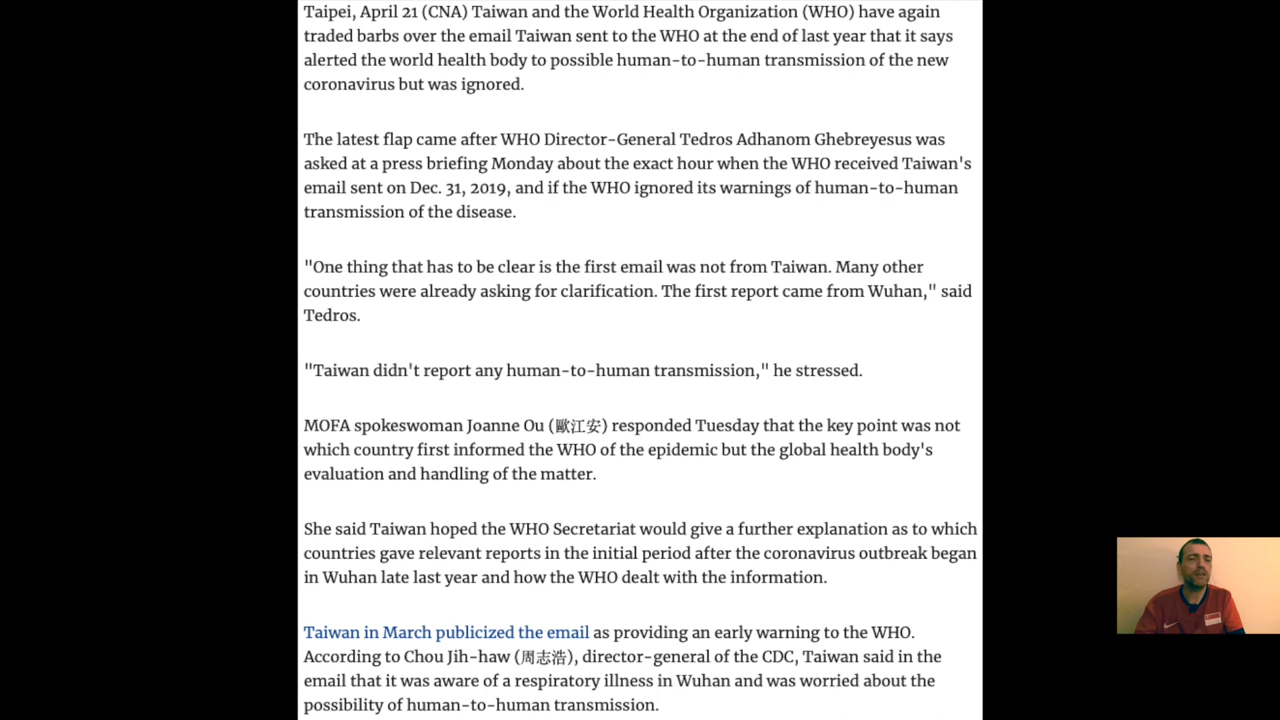 Taipei, April 21 (CNA) Taiwan and the World Health Organization (WHO) have again
traded barbs over the email Taiwan sent to the WHO at the end of last year that it says
alerted the world health body to possible human-to-human transmission of the new
coronavirus but was ignored.
The latest flap came after WHO Director-General Tedros Adhanom Ghebreyesus was
asked at a press briefing Monday about the exact hour when the WHO received Taiwan's
email sent on Dec. 31, 2019, and if the WHO ignored its warnings of human-to-human
transmission of the disease.
"One thing that has to be clear is the first email was not from Taiwan. Many other
countries were already asking for clarification. The first report came from Wuhan," said
Tedros.
"Taiwan didn't report any human-to-human transmission," he stressed.
MOFA spokeswoman Joanne Ou (歐江安) responded Tuesday that the key point was not
which country first informed the WHO of the epidemic but the global health body's
evaluation and handling of the matter.
She said Taiwan hoped the WHO Secretariat would give a further explanation as to which
countries gave relevant reports in the initial period after the coronavirus outbreak began
in Wuhan late last year and how the WHO dealt with the information.
Taiwan in March publicized the email as providing an early warning to the WHO.
According to Chou Jih-haw (周志浩), director-general of the CDC, Taiwan said in the
email that it was aware of a respiratory illness in Wuhan and was worried about the
possibility of human-to-human transmission.